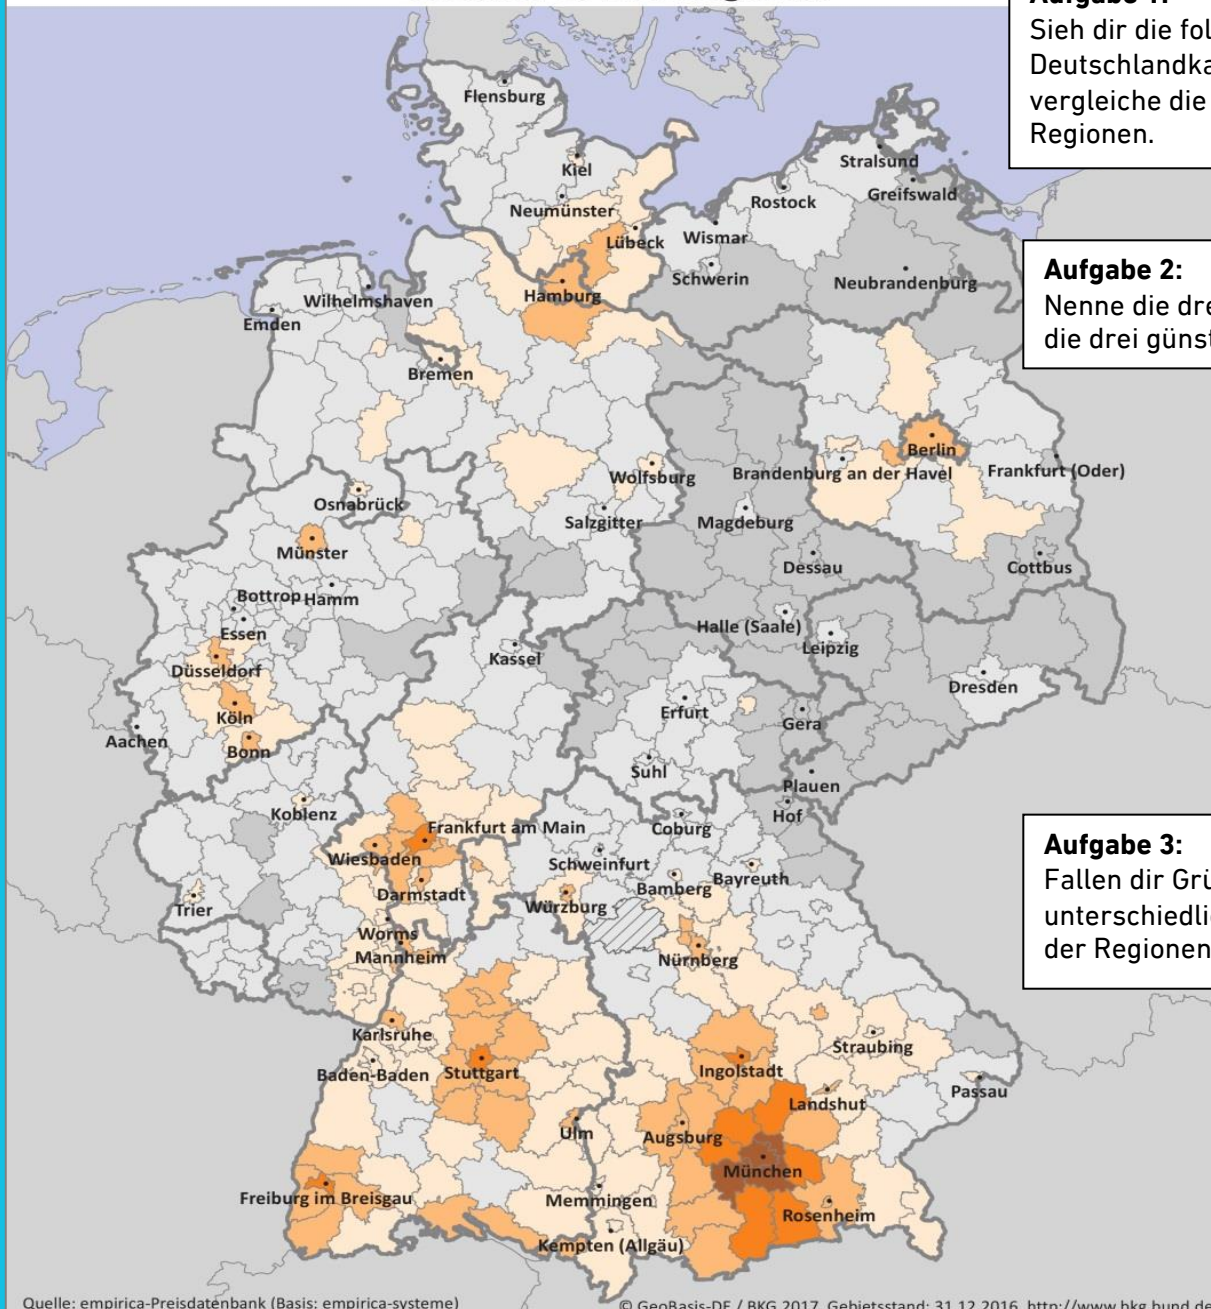 Sieh dir die fol
Deutschlandka
vergleiche die
Regionen.
Aufgabe 2:
Nenne die dre
die drei günst
Aufgabe 3:
Fallen dir Grü
unterschiedli
der Regionen
Flensburg
Kiel
Neumünster
Lübeck
Stralsund
Greifswald
Rostock
Wismar
Schwerin
Neubrandenburg
Hamburg
Wilhelmshaven
Emden
Bremen
Berlin
Brandenburg an der Havel
Frankfurt (Oder)
Wolfsburg
Osnabrück
Salzgitter
Magdeburg
Münster
Dessau
Cottbus
Bottrop
Hamm
Essen
Halle (Saale)
Leipzig
Düsseldorf
Kassel
Dresden
Köln
Erfurt
Gera
Aachen
Bonn
Suhl
Plauen
Koblenz
Hof
Frankfurt am Main
Coburg
Wiesbaden
Schweinfurt
Bayreuth
Bamberg
Darmstadt
Würzburg
Trier
Worms
Mannheim
Nürnberg
Karlsruhe
Straubing
Baden-Baden
Stuttgart
Ingolstadt
Passau
Landshut
Ulm
Augsburg
München
Freiburg im Breisgau
Memmingen
Rosenheim
Kempten (Allgäu)
Quelle: empirica-Preisdatenbank (Basis: empirica-systeme)
© GeoBasis-DE / BKG 2017, Gebietsstand: 31.12.2016, http://www.bkg.bund.de